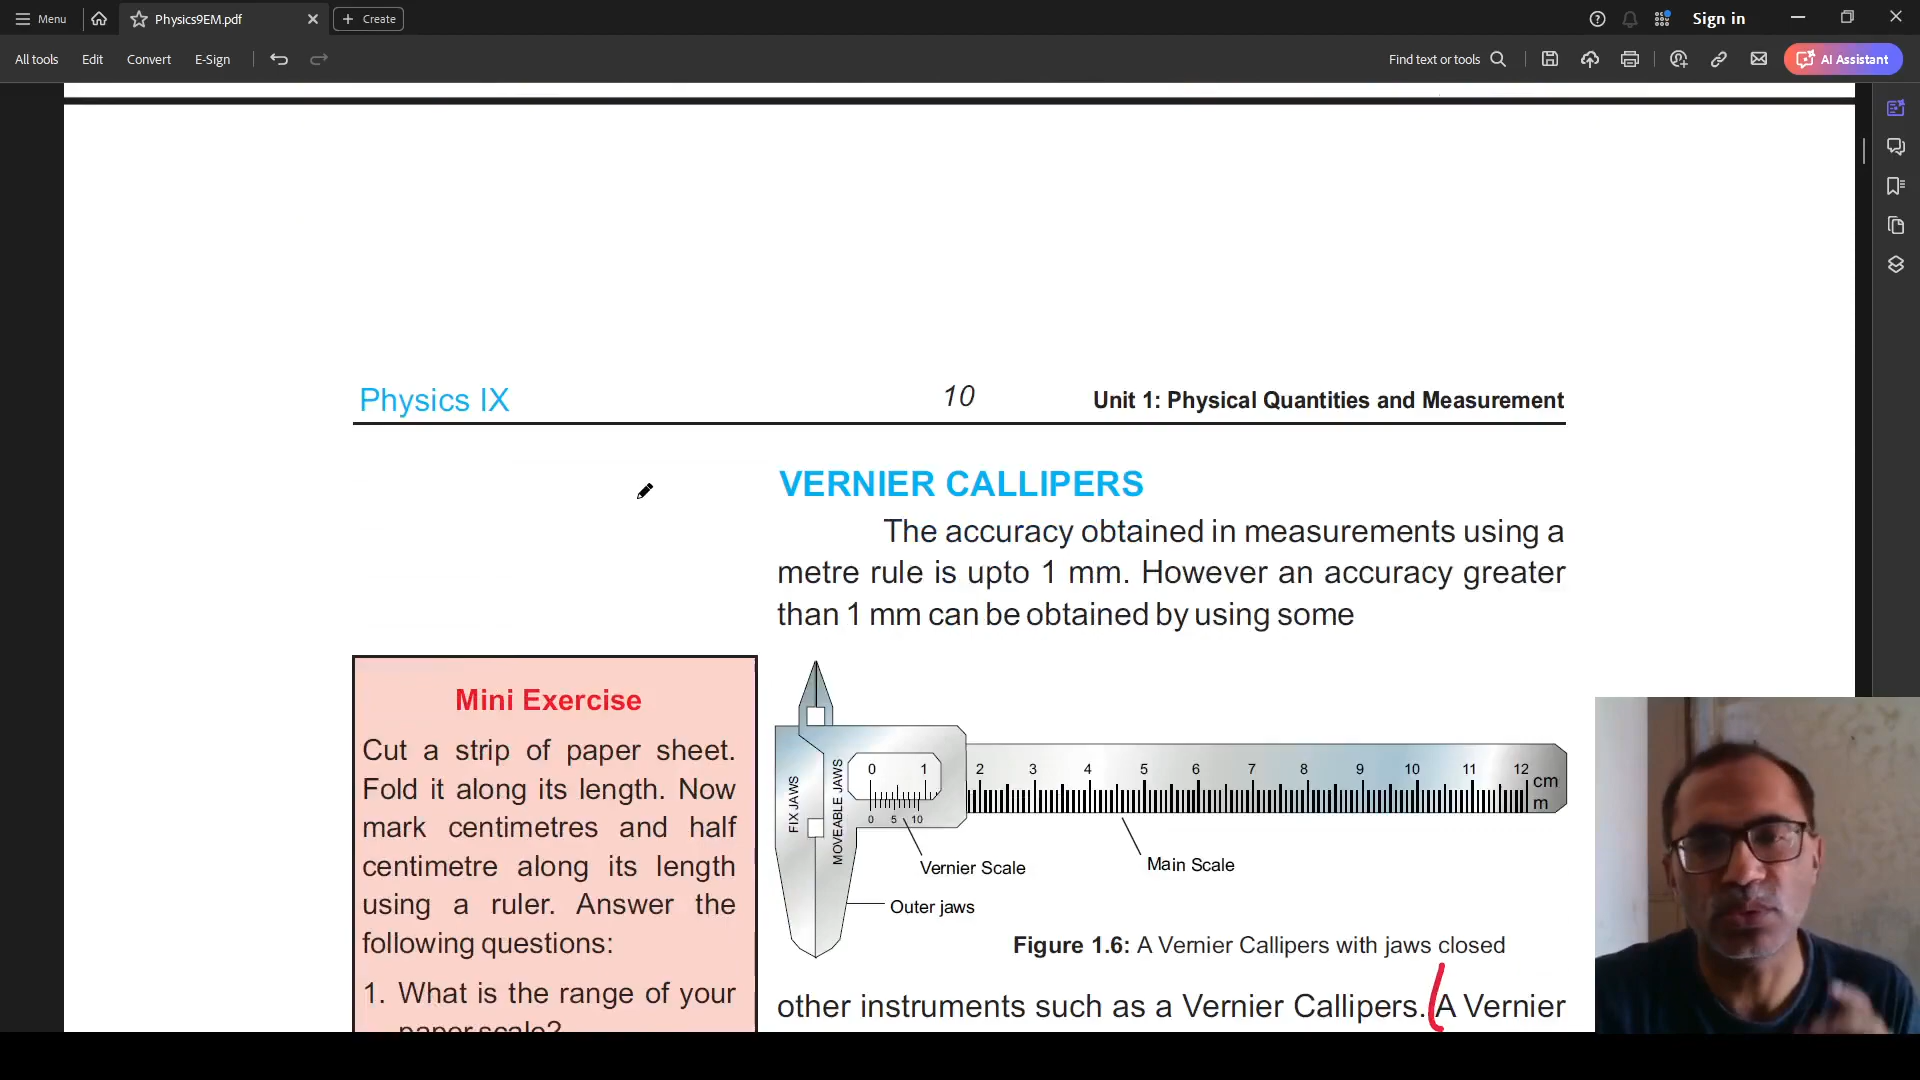 Menu
Physics9EM.pdf
Create
Sign in
All tools
Edit
Convert
E-Sign
Find text or tools
AI Assistant
Physics IX
10
Unit 1: Physical Quantities and Measurement
VERNIER CALLIPERS
The accuracy obtained in measurements using a
metre rule is upto 1 mm. However an accuracy greater
than 1 mm can be obtained by using some
Mini Exercise
Cut a strip of paper sheet.
Fold it along its length. Now
mark centimetres and half
centimetre along its length
using a ruler. Answer the
following questions:
1. What is the range of your
paper scale?
FIX JAWS
MOVEABLE JAWS
0 1 2 3 4 5 6 7 8 9 10 11 12 cm
m
0 5 10
Vernier Scale
Main Scale
Outer jaws
Figure 1.6: A Vernier Callipers with jaws closed
other instruments such as a Vernier Callipers. A Vernier